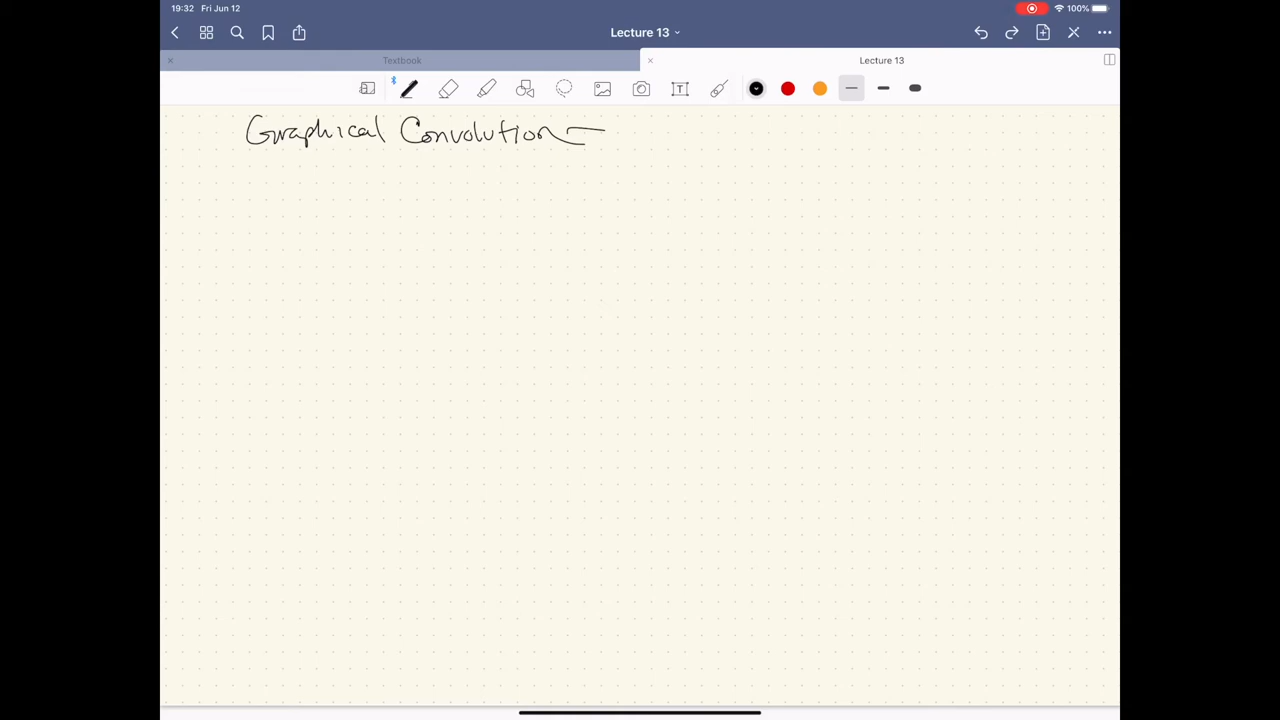 19:32 Fri Jun 12
100%
Lecture 13
Textbook
Lecture 13
T
Graphical Convolution